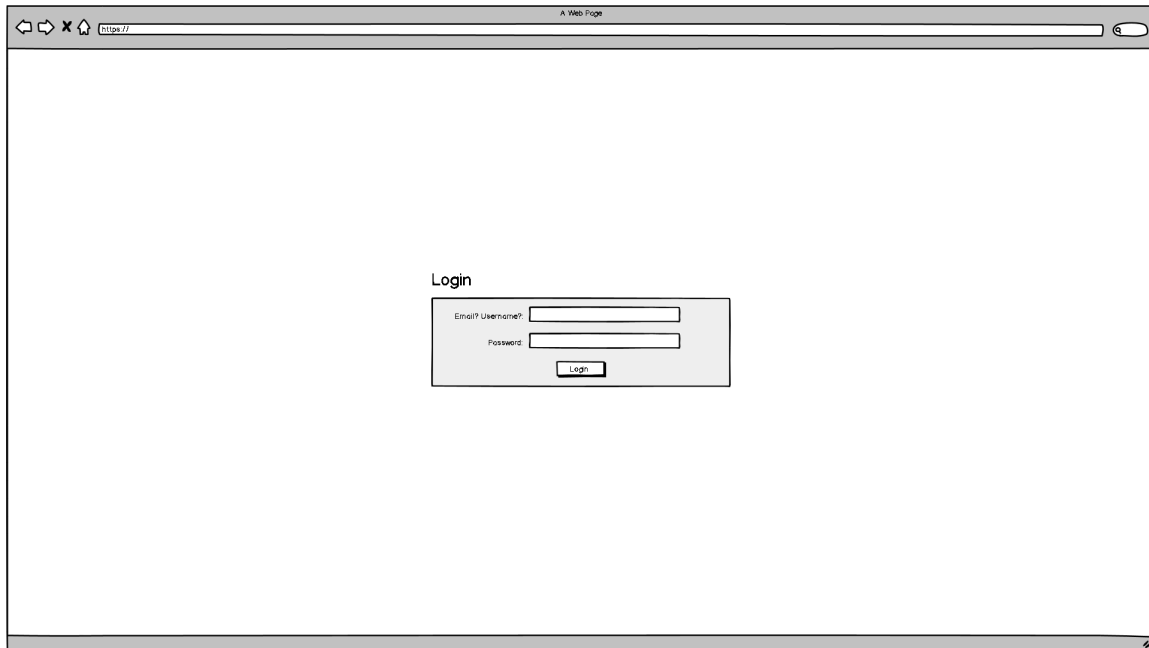 A Web Page
https://
Login
Email? Username?:
Password:
Login